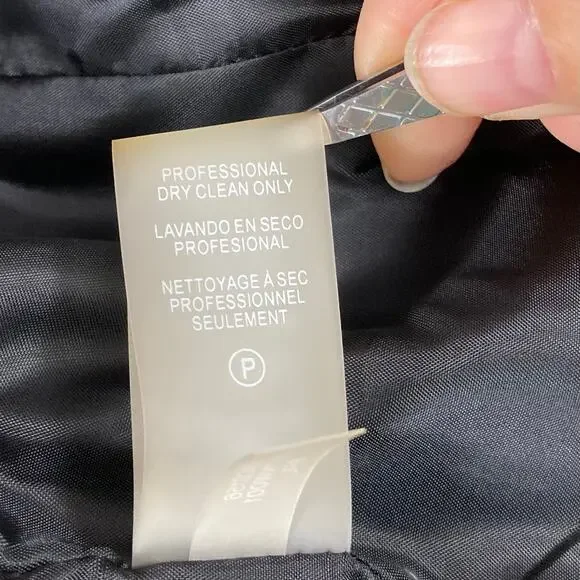 PROFESSIONAL
DRY CLEAN ONLY
LAVANDO EN SECO
PROFESIONAL
NETTOYAGE À SEC
PROFESSIONNEL
SEULEMENT
P